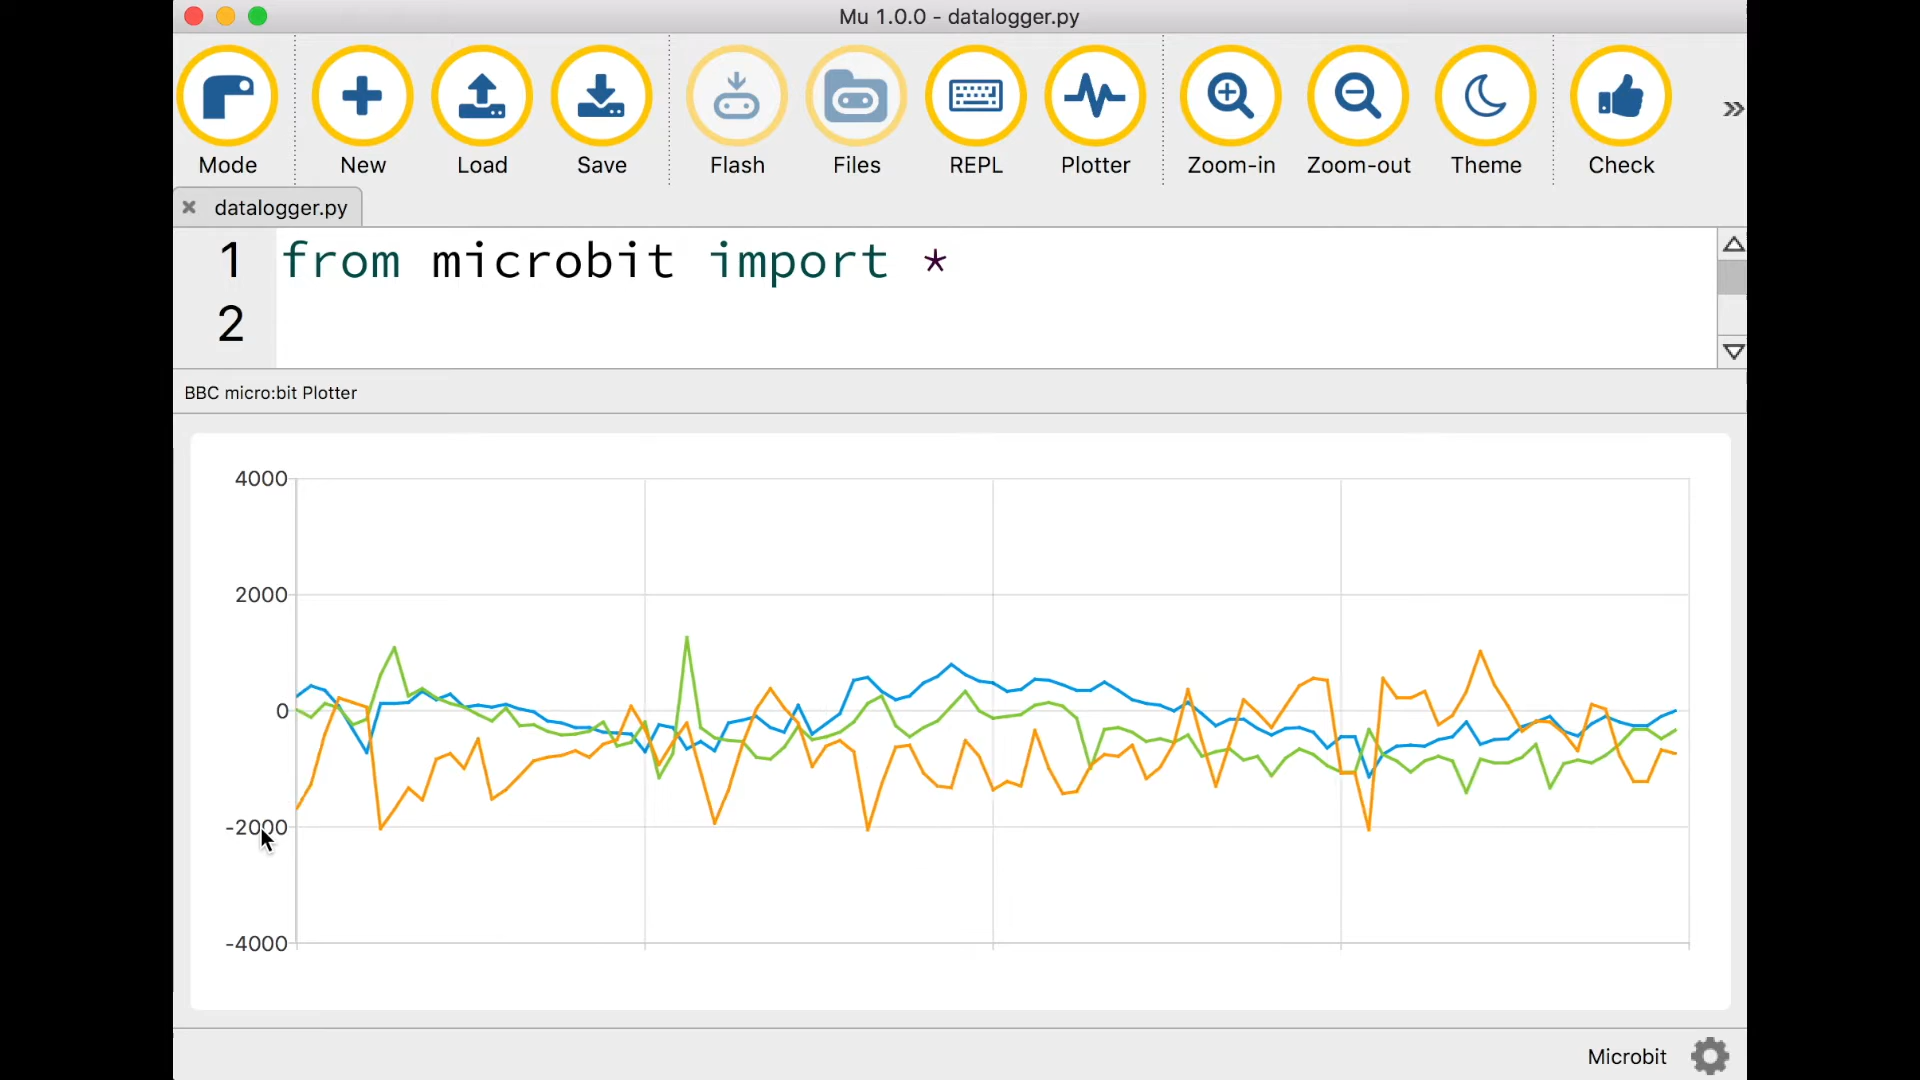 Mu 1.0.0 - datalogger.py
Mode New Load Save Flash Files REPL Plotter Zoom-in Zoom-out Theme Check
datalogger.py
1 from microbit import *
2
BBC micro:bit Plotter
4000
2000
0
-2000
-4000
Microbit